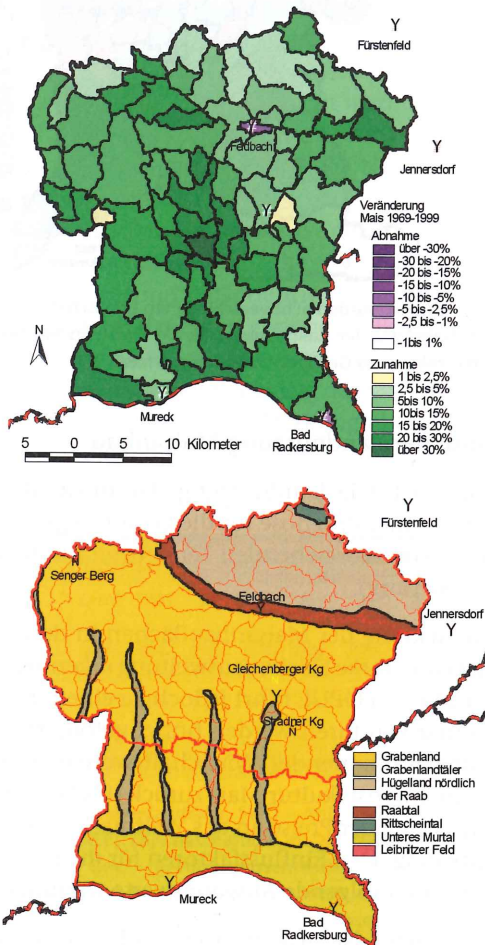 Y
Fürstenfeld
Y
Feldbach
Y
Jennersdorf
Y
Veränderung
Mais 1969-1999
Abnahme
über -30%
-30 bis -20%
-20 bis -15%
-15 bis -10%
-10 bis -5%
-5 bis -2,5%
-2,5 bis -1%
-1bis 1%
Zunahme
1 bis 2,5%
2,5 bis 5%
5bis 10%
10bis 15%
15 bis 20%
20 bis 30%
über 30%
N
Y
Mureck
Y
Bad
Radkersburg
5 0 5 10 Kilometer
Y
Fürstenfeld
N
Senger Berg
Feldbach
Y
Jennersdorf
Y
Gleichenberger Kg
Y
Stradner Kg
N
Grabenland
Grabenlandtäler
Hügelland nördlich
der Raab
Raabtal
Rittscheintal
Unteres Murtal
Leibnitzer Feld
Y
Mureck
Y
Bad
Radkersburg